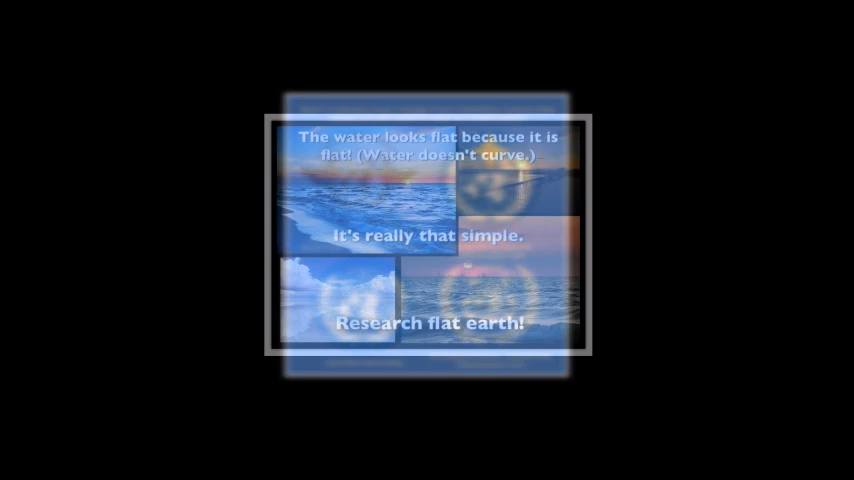 The water looks flat because it is
flat! (Water doesn't curve.)
It's really that simple.
Research flat earth!